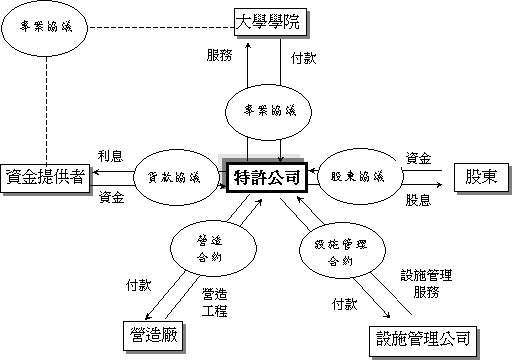 專案協議
大學學院
服務
付款
專案協議
利息
資金
資金提供者
貸款協議
特許公司
股東協議
股東
資金
股息
營造
合約
設施管理
合約
付款
營造
工程
設施管理
服務
付款
營造廠
設施管理公司